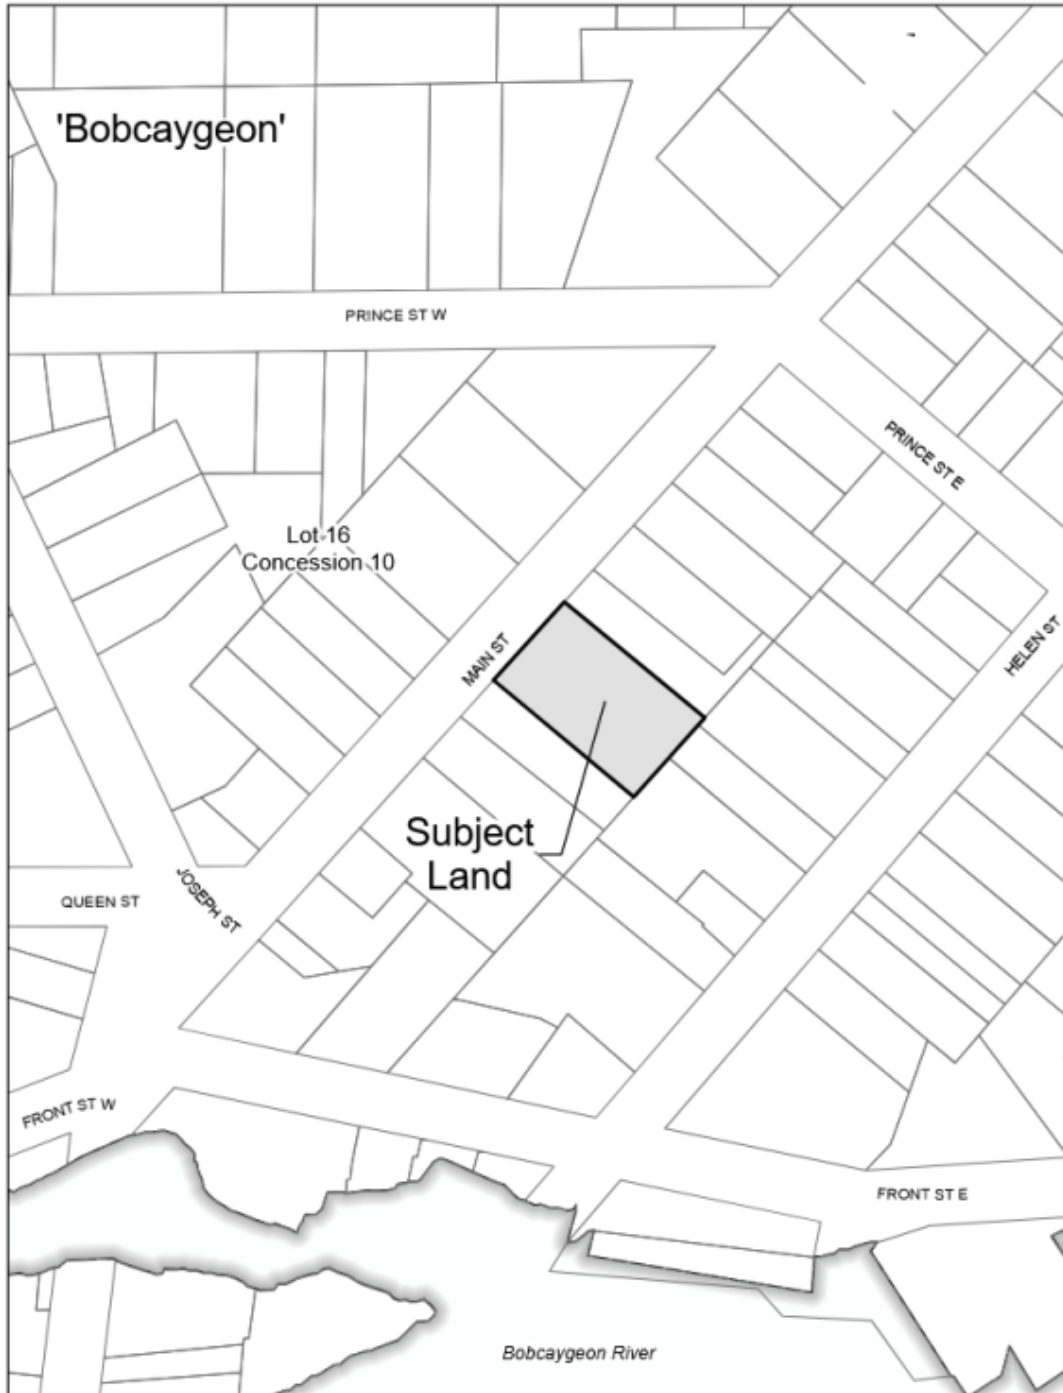 'Bobcaygeon'
PRINCE ST W
PRINCE ST E
Lot 16
Concession 10
MAIN ST
HELEN ST
Subject
Land
QUEEN ST
JOSEPH ST
FRONT ST W
FRONT ST E
Bobcaygeon River